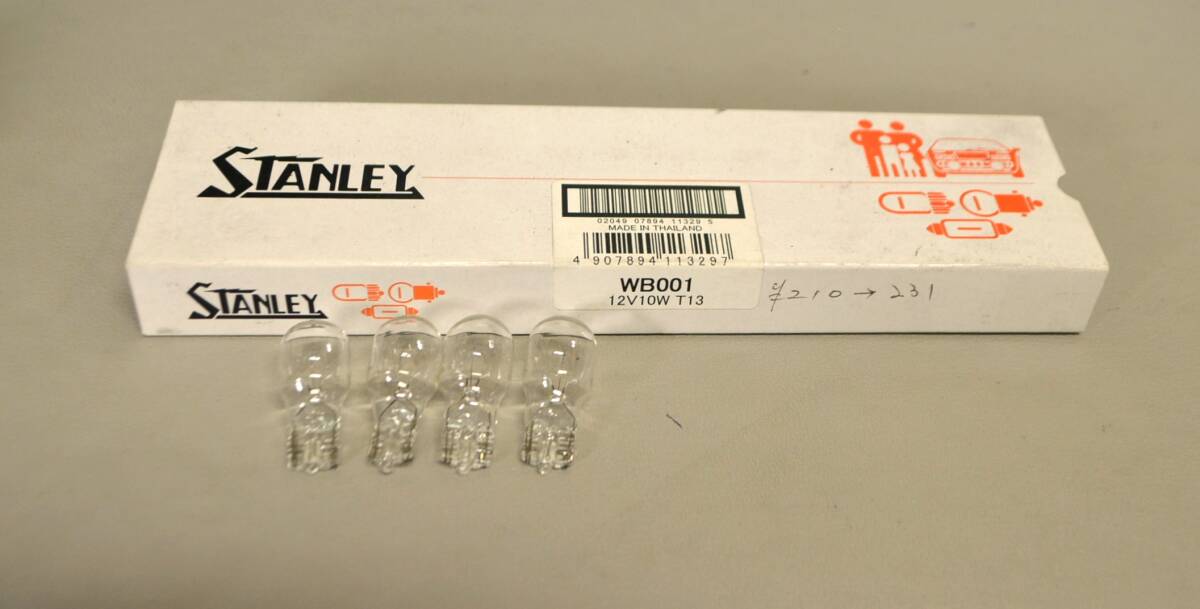 STANLEY
02049 07894 11329 5
MADE IN THAILAND
4 907894 113297
STANLEY
WB001
12V10W T13
¥210→231